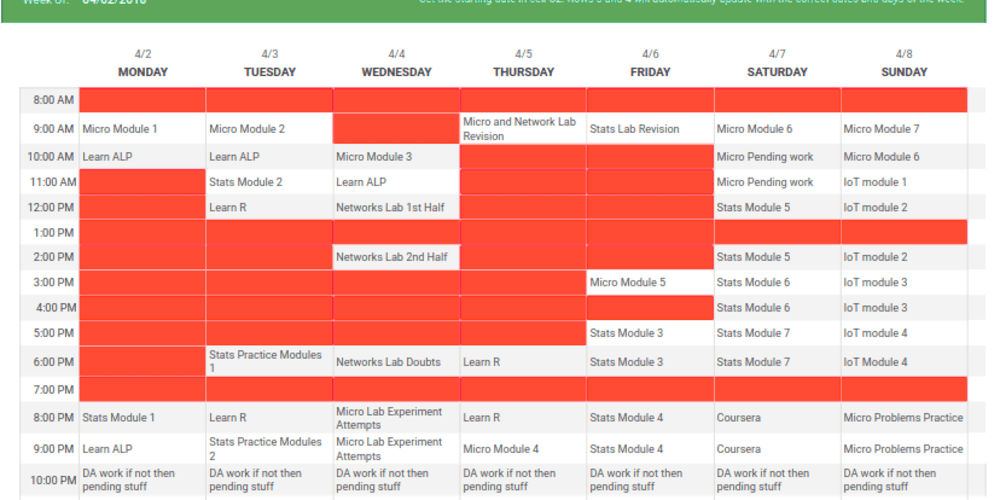 Week of: 04/02/2018 Set the starting date in cell C2. Rows 3 and 4 will automatically update with the correct dates and days of the week.
4/2 4/3 4/4 4/5 4/6 4/7 4/8
MONDAY TUESDAY WEDNESDAY THURSDAY FRIDAY SATURDAY SUNDAY
8:00 AM
9:00 AM Micro Module 1 Micro Module 2 Micro and Network Lab Revision Stats Lab Revision Micro Module 6 Micro Module 7
10:00 AM Learn ALP Learn ALP Micro Module 3 Micro Pending work Micro Module 6
11:00 AM Stats Module 2 Learn ALP Micro Pending work IoT module 1
12:00 PM Learn R Networks Lab 1st Half Stats Module 5 IoT module 2
1:00 PM
2:00 PM Networks Lab 2nd Half Stats Module 5 IoT module 2
3:00 PM Micro Module 5 Stats Module 6 IoT module 3
4:00 PM Stats Module 6 IoT module 3
5:00 PM Stats Module 3 Stats Module 7 IoT module 4
6:00 PM Stats Practice Modules 1 Networks Lab Doubts Learn R Stats Module 3 Stats Module 7 IoT Module 4
7:00 PM
8:00 PM Stats Module 1 Learn R Micro Lab Experiment Attempts Learn R Stats Module 4 Coursera Micro Problems Practice
9:00 PM Learn ALP Stats Practice Modules 2 Micro Lab Experiment Attempts Micro Module 4 Stats Module 4 Coursera Micro Problems Practice
10:00 PM DA work if not then pending stuff DA work if not then pending stuff DA work if not then pending stuff DA work if not then pending stuff DA work if not then pending stuff DA work if not then pending stuff DA work if not then pending stuff